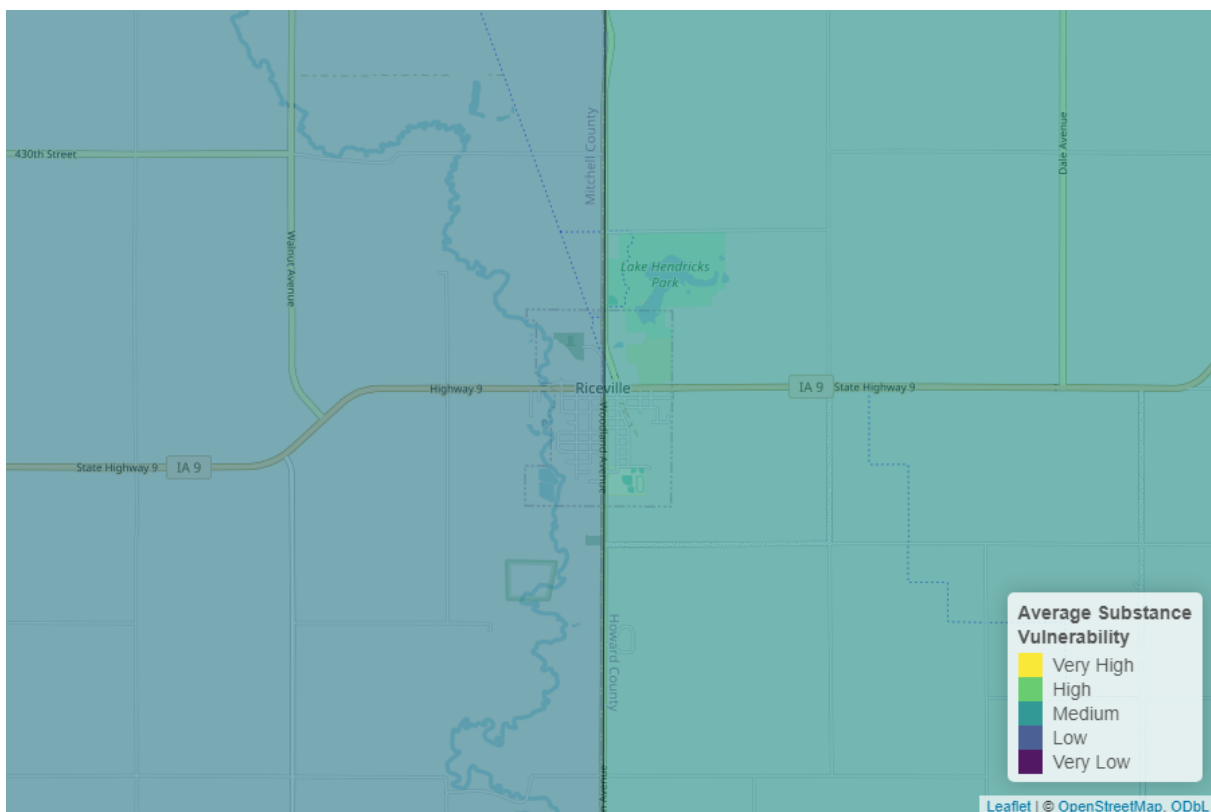 430th Street
Mitchell County
Dale Avenue
Walnut Avenue
Lake Hendricks
Park
Highway 9
Riceville
IA 9
State Highway 9
Woodland Avenue
State Highway 9
IA 9
Howard County
Avenue
Average Substance
Vulnerability
Very High
High
Medium
Low
Very Low
Leaflet | © OpenStreetMap, ODbL